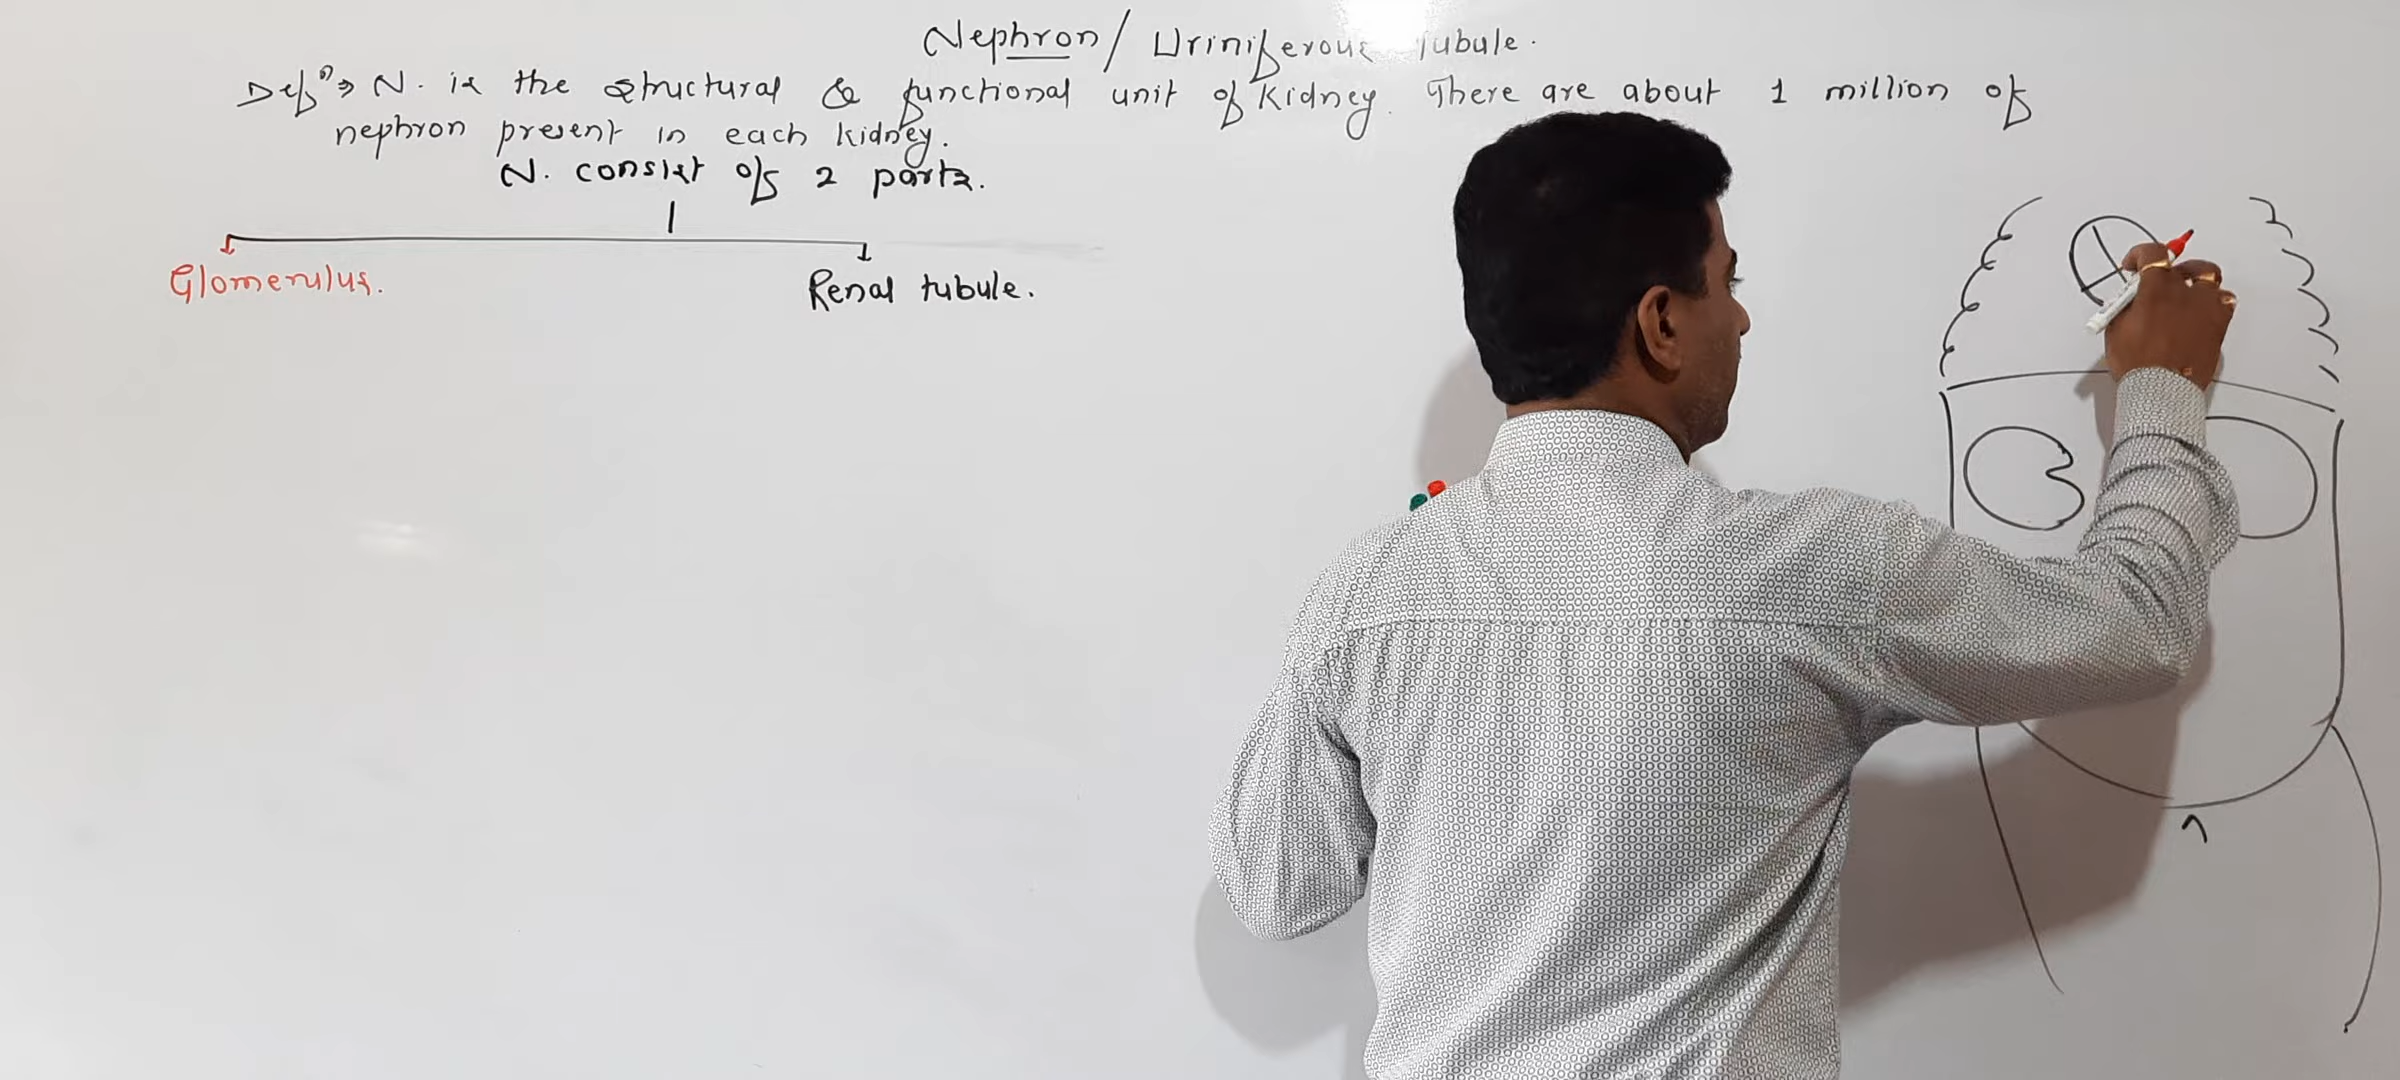 Nephron / Uriniferous Tubule.
Defn → N. is the structural & functional unit of Kidney. There are about 1 million of
nephron present in each kidney.
N. consist of 2 parts.
Glomerulus.
Renal tubule.